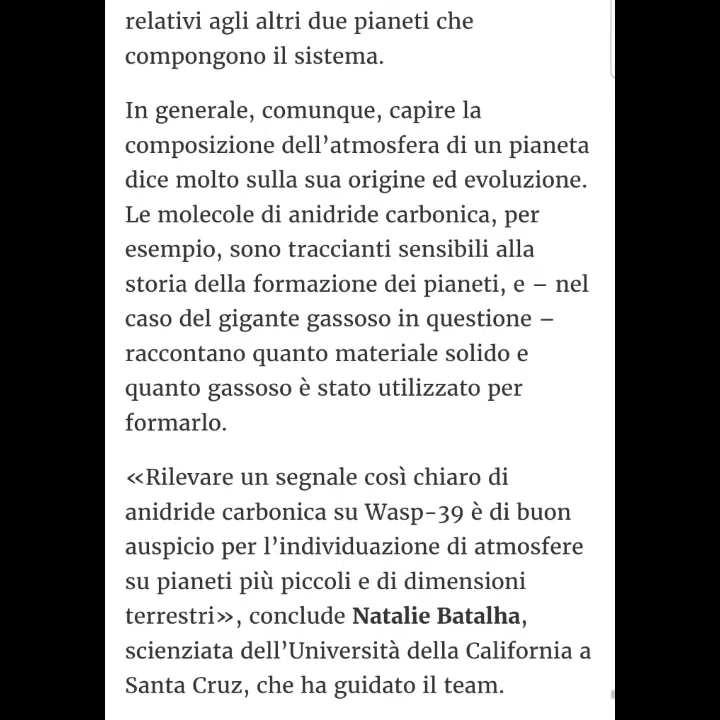 relativi agli altri due pianeti che
compongono il sistema.
In generale, comunque, capire la
composizione dell’atmosfera di un pianeta
dice molto sulla sua origine ed evoluzione.
Le molecole di anidride carbonica, per
esempio, sono traccianti sensibili alla
storia della formazione dei pianeti, e – nel
caso del gigante gassoso in questione –
raccontano quanto materiale solido e
quanto gassoso è stato utilizzato per
formarlo.
«Rilevare un segnale così chiaro di
anidride carbonica su Wasp-39 è di buon
auspicio per l’individuazione di atmosfere
su pianeti più piccoli e di dimensioni
terrestri», conclude Natalie Batalha,
scienziata dell’Università della California a
Santa Cruz, che ha guidato il team.